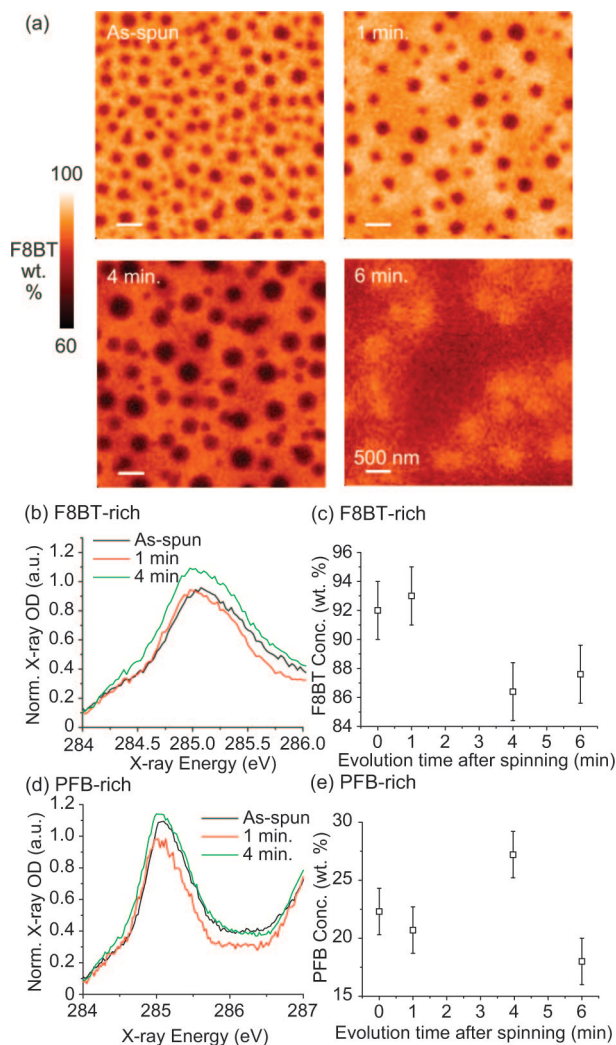 (a)
As-spun
1 min.
100
F8BT
wt.
%
60
4 min.
6 min.
500 nm
(b) F8BT-rich
As-spun
1 min
4 min
Norm. X-ray OD (a.u.)
1.2
1.0
0.8
0.6
0.4
0.2
0
284 284.5 285.0 285.5 286.0
X-ray Energy (eV)
(c) F8BT-rich
F8BT Conc. (wt. %)
96
94
92
90
88
86
84
0 1 2 3 4 5 6
Evolution time after spinning (min)
(d) PFB-rich
As-spun
1 min.
4 min.
Norm. X-ray OD (a.u.)
1.2
1.0
0.8
0.6
0.4
0.2
0
284 285 286 287
X-ray Energy (eV)
(e) PFB-rich
PFB Conc. (wt. %)
30
25
20
15
0 1 2 3 4 5 6
Evolution time after spinning (min)